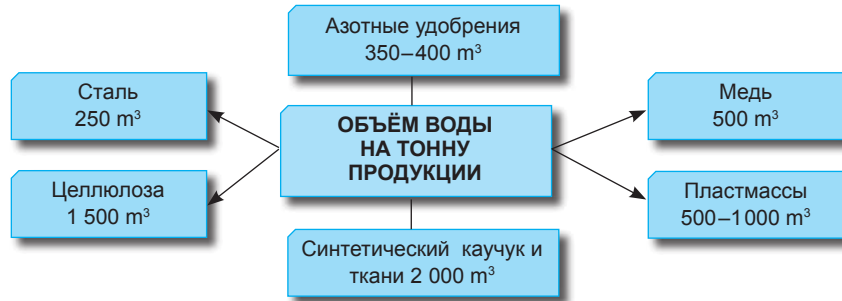 Азотные удобрения
350–400 m³
Сталь
250 m³
ОБЪЁМ ВОДЫ
НА ТОННУ
ПРОДУКЦИИ
Медь
500 m³
Целлюлоза
1 500 m³
Пластмассы
500–1000 m³
Синтетический каучук и
ткани 2 000 m³